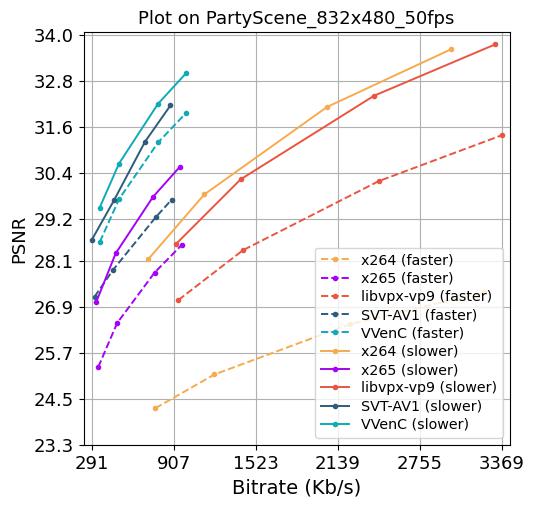 Plot on PartyScene_832x480_50fps
34.0
32.8
31.6
30.4
29.2
28.1
26.9
25.7
24.5
23.3
PSNR
x264 (faster)
x265 (faster)
libvpx-vp9 (faster)
SVT-AV1 (faster)
VVenC (faster)
x264 (slower)
x265 (slower)
libvpx-vp9 (slower)
SVT-AV1 (slower)
VVenC (slower)
291 907 1523 2139 2755 3369
Bitrate (Kb/s)